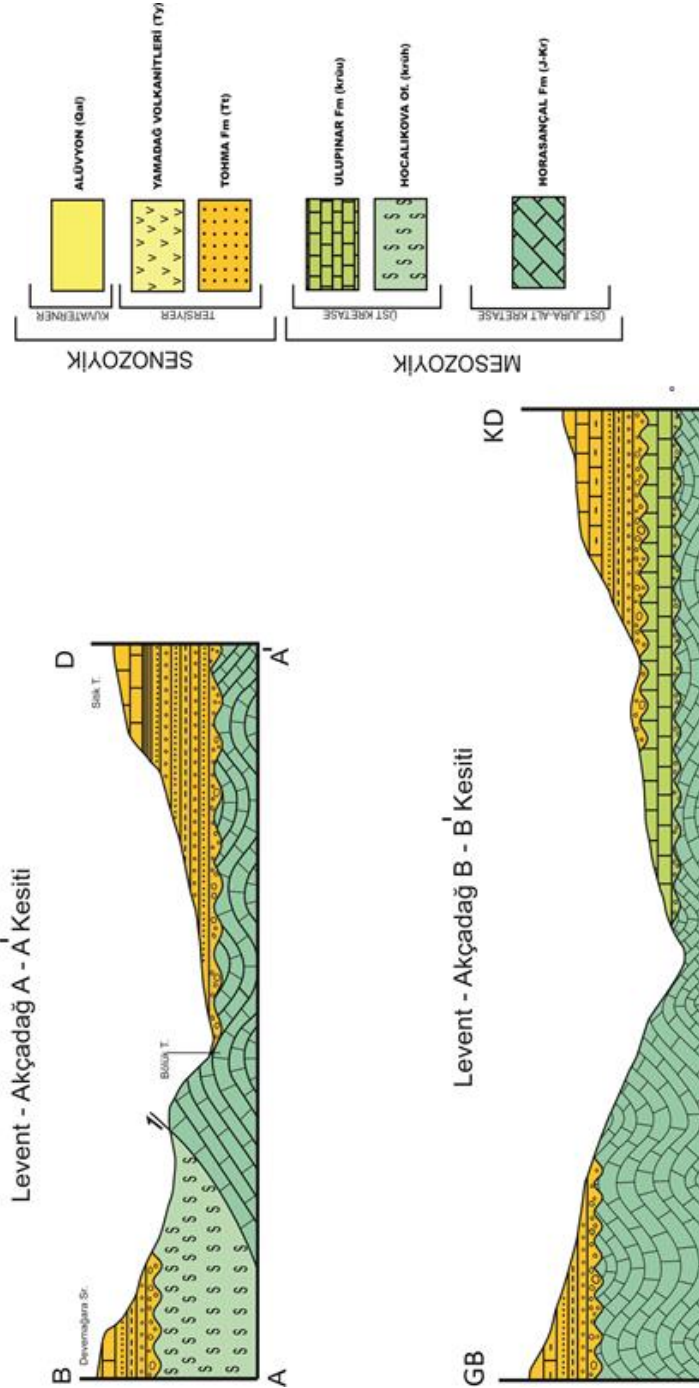 Levent - Akçadağ A - A' Kesiti
B
D
Devemağara Sr.
Bölük T.
A
A'
Levent - Akçadağ B - B' Kesiti
GB
KD
SENOZOYİK
KUVATERNER
ALÜVYON (Qal)
TERSİYER
YAMADAĞ VOLKANİTLERİ (Ty)
TOHMA Fm (Tt)
MESOZOYİK
ÜST KRETASE
ULUPINAR Fm (krüu)
HOCALIKOVA Of. (krüh)
ÜST JURA-ALT KRETASE
HORASANÇAL Fm (J-Kr)